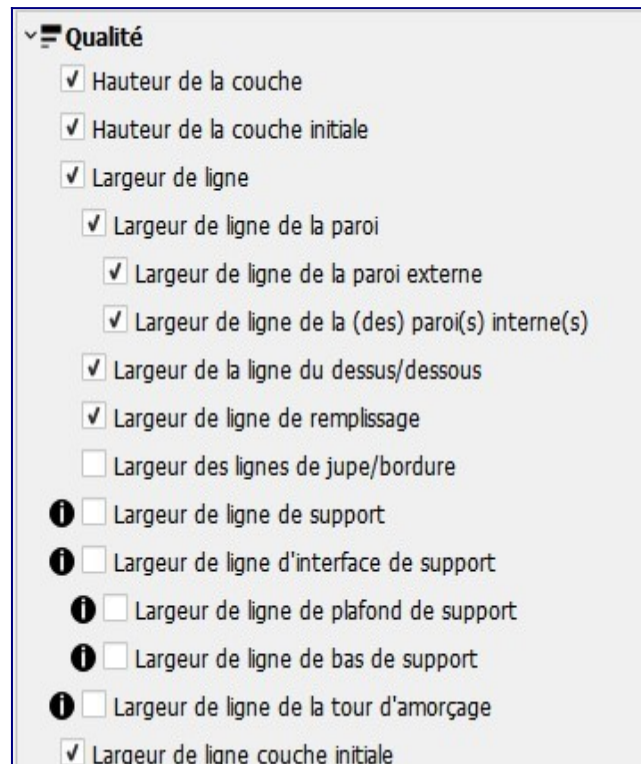 Qualité
Hauteur de la couche
Hauteur de la couche initiale
Largeur de ligne
Largeur de ligne de la paroi
Largeur de ligne de la paroi externe
Largeur de ligne de la (des) paroi(s) interne(s)
Largeur de la ligne du dessus/dessous
Largeur de ligne de remplissage
Largeur des lignes de jupe/bordure
Largeur de ligne de support
Largeur de ligne d'interface de support
Largeur de ligne de plafond de support
Largeur de ligne de bas de support
Largeur de ligne de la tour d'amorçage
Largeur de ligne couche initiale